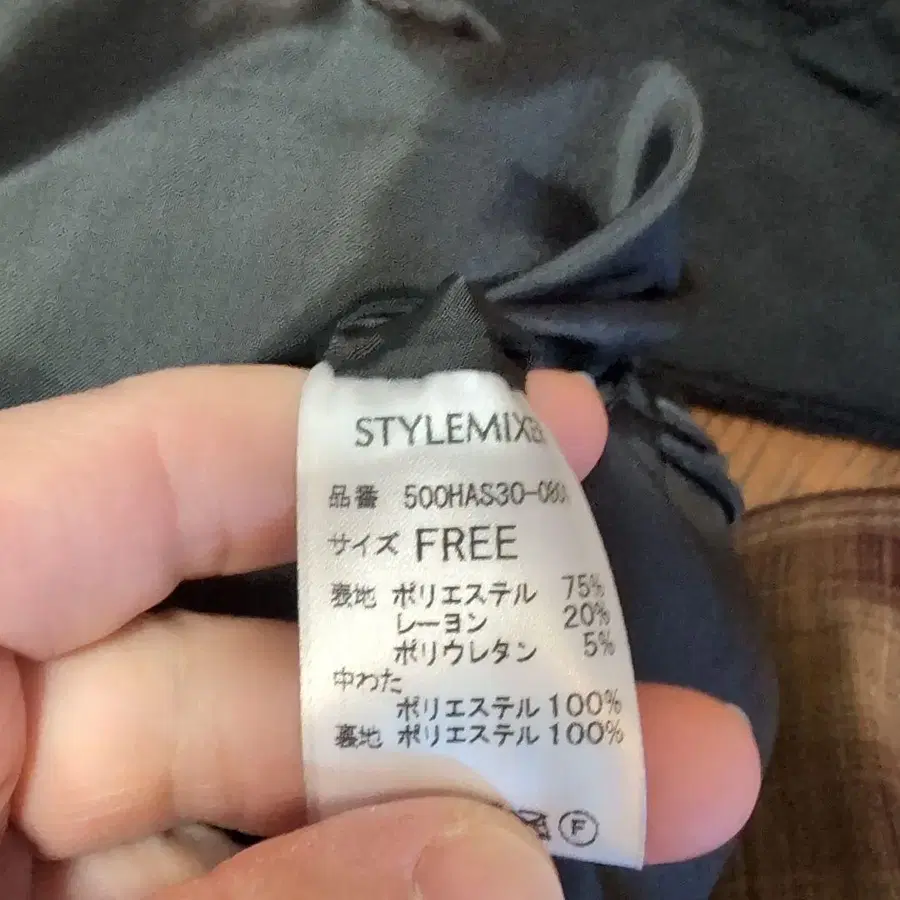 STYLEMIXER
品番 500HAS30-0801
サイズ FREE
表地 ポリエステル 75%
レーヨン 20%
ポリウレタン 5%
中わた
ポリエステル 100%
裏地 ポリエステル 100%
F